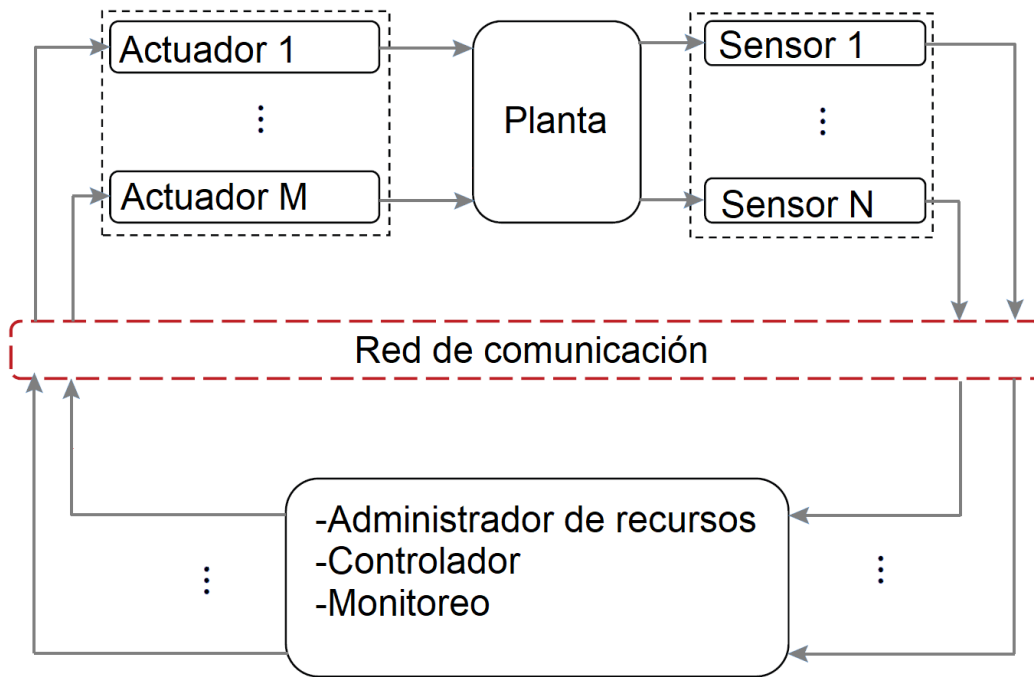 Actuador 1
Planta
Sensor 1
Actuador M
Sensor N
Red de comunicación
-Administrador de recursos
-Controlador
-Monitoreo